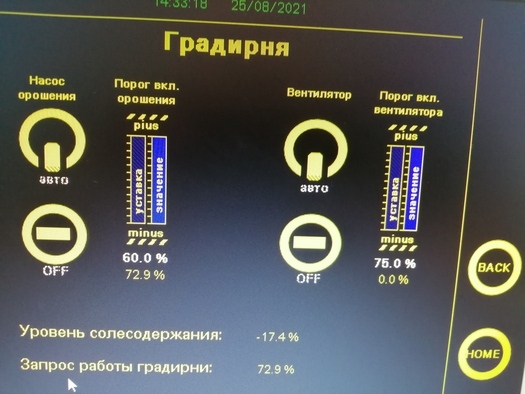 14:33:18 25/08/2021
Градирня
Насос
орошения
Порог вкл.
орошения
Вентилятор
Порог вкл.
вентилятора
авто
pius
уставка
значение
minus
авто
pius
уставка
значение
minus
OFF
60.0 %
72.9 %
OFF
75.0 %
0.0 %
BACK
Уровень солесодержания: -17.4 %
HOME
Запрос работы градирни: 72.9 %